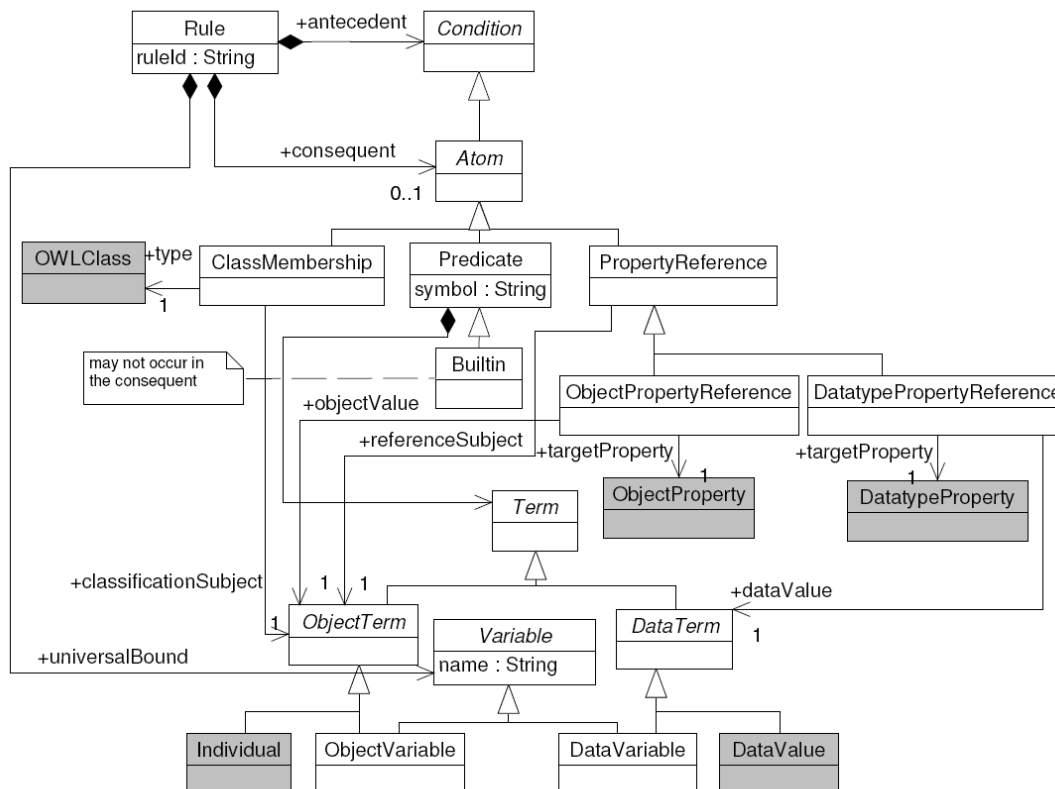 Rule
+antecedent
Condition
ruleId : String
+consequent
Atom
0..1
OWLClass
+type
1
ClassMembership
Predicate
symbol : String
PropertyReference
may not occur in
the consequent
Builtin
+objectValue
ObjectPropertyReference
DatatypePropertyReference
+referenceSubject
+targetProperty
1
+targetProperty
1
ObjectProperty
DatatypeProperty
Term
+classificationSubject
1
1
+dataValue
1
1
ObjectTerm
Variable
name : String
DataTerm
+universalBound
Individual
ObjectVariable
DataVariable
DataValue